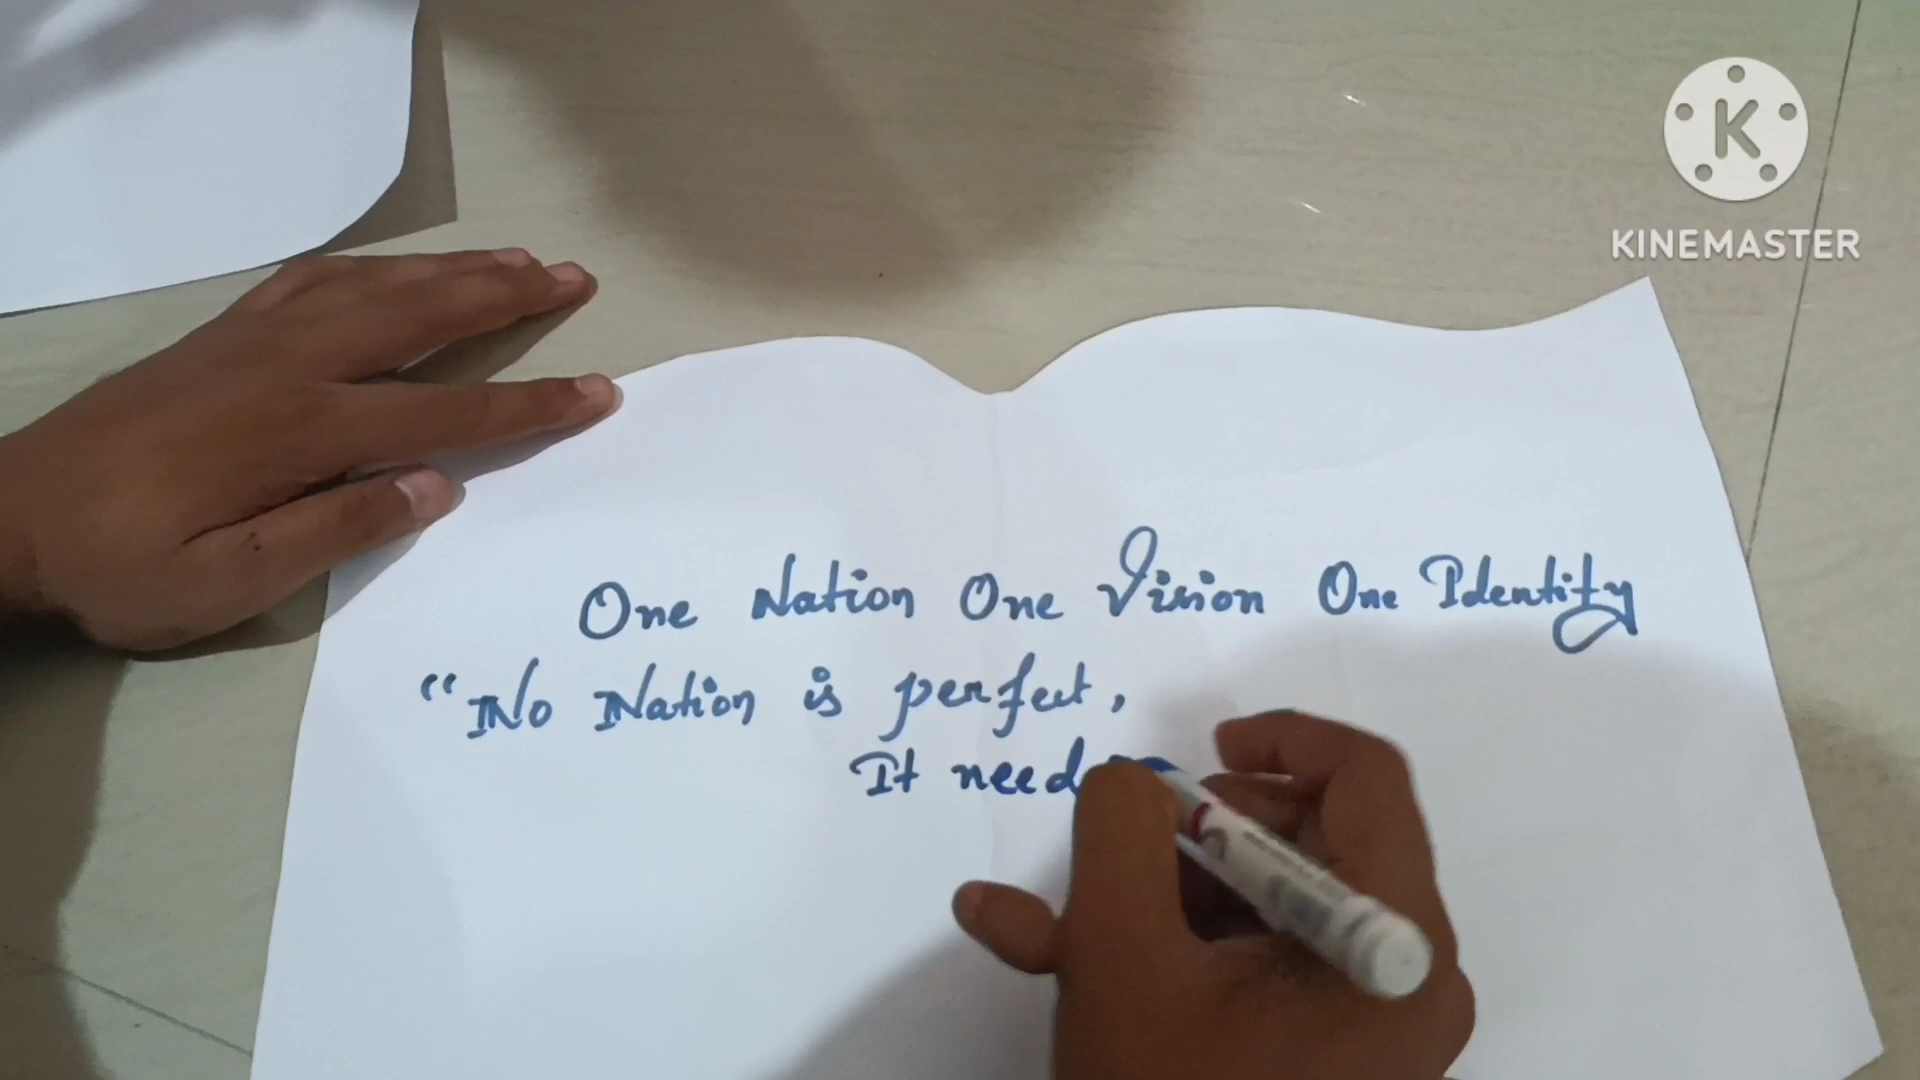 K
KINEMASTER
One Nation One Vision One Identity
“No Nation is perfect,
It need